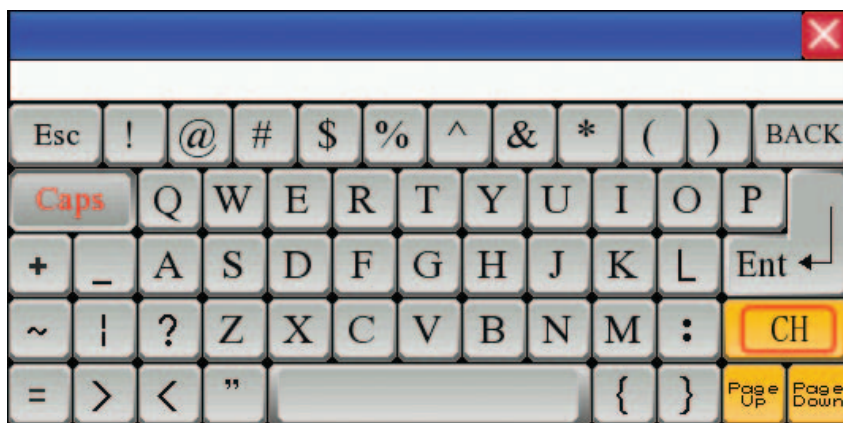 Esc ! @ # $ % ^ & * ( ) BACK
Caps Q W E R T Y U I O P
+ _ A S D F G H J K L Ent
~ ¦ ? Z X C V B N M : CH
= > < " { } Page Up Page Down